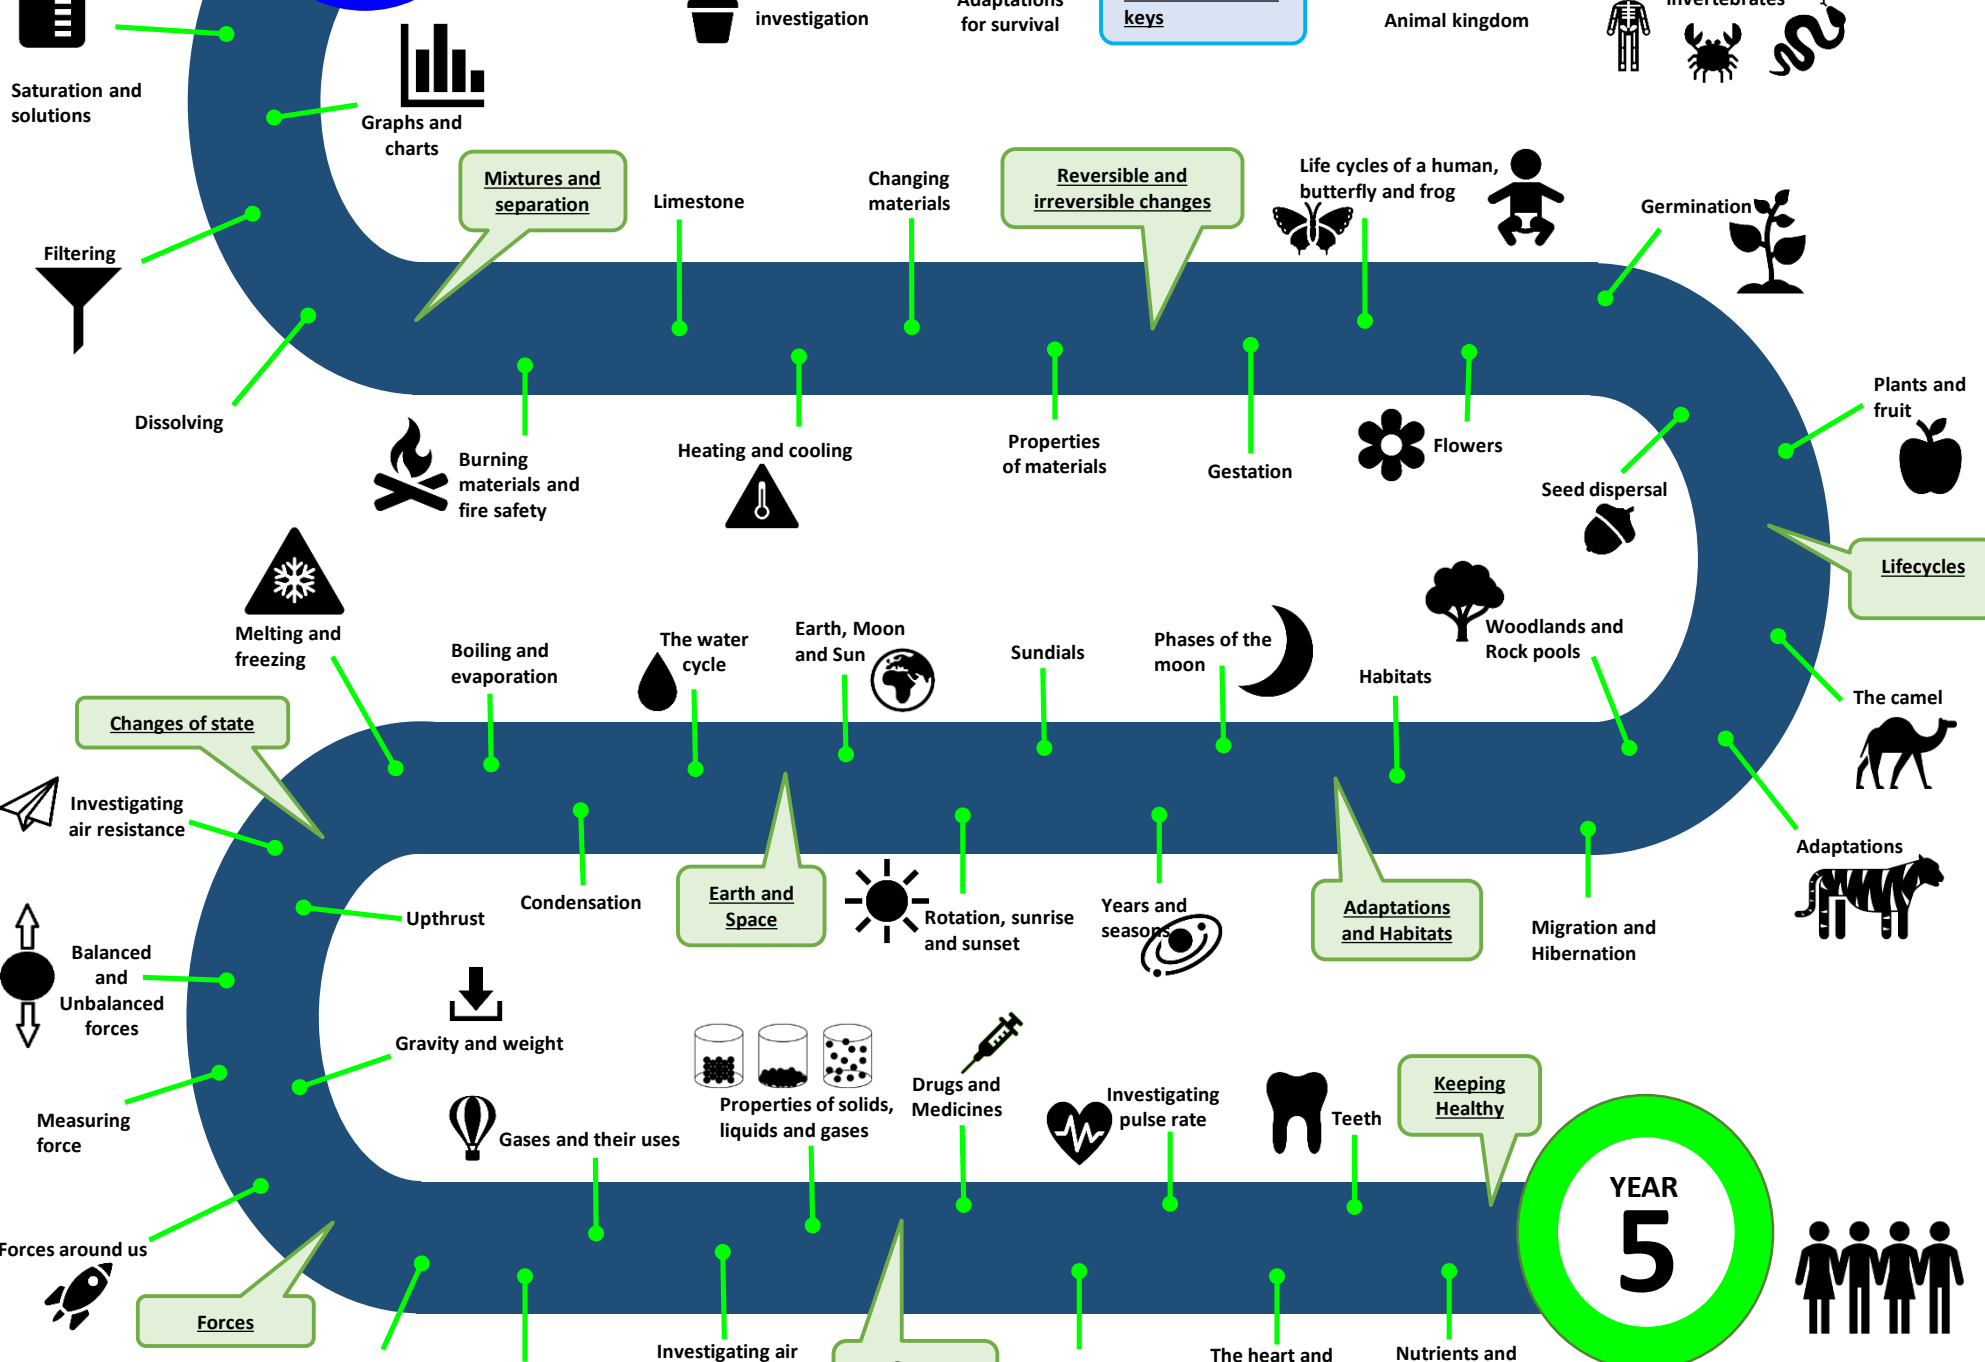 investigation
Adaptations
for survival
keys
Animal kingdom
invertebrates
Saturation and
solutions
Graphs and
charts
Mixtures and
separation
Limestone
Changing
materials
Reversible and
irreversible changes
Life cycles of a human,
butterfly and frog
Germination
Filtering
Dissolving
Burning
materials and
fire safety
Heating and cooling
Properties
of materials
Gestation
Flowers
Seed dispersal
Plants and
fruit
Lifecycles
Melting and
freezing
Boiling and
evaporation
The water
cycle
Earth, Moon
and Sun
Sundials
Phases of the
moon
Habitats
Woodlands and
Rock pools
The camel
Changes of state
Investigating
air resistance
Upthrust
Condensation
Earth and
Space
Rotation, sunrise
and sunset
Years and
seasons
Adaptations
and Habitats
Migration and
Hibernation
Adaptations
Balanced
and
Unbalanced
forces
Gravity and weight
Measuring
force
Gases and their uses
Properties of solids,
liquids and gases
Drugs and
Medicines
Investigating
pulse rate
Teeth
Keeping
Healthy
YEAR
5
Forces around us
Forces
Investigating air
The heart and
Nutrients and